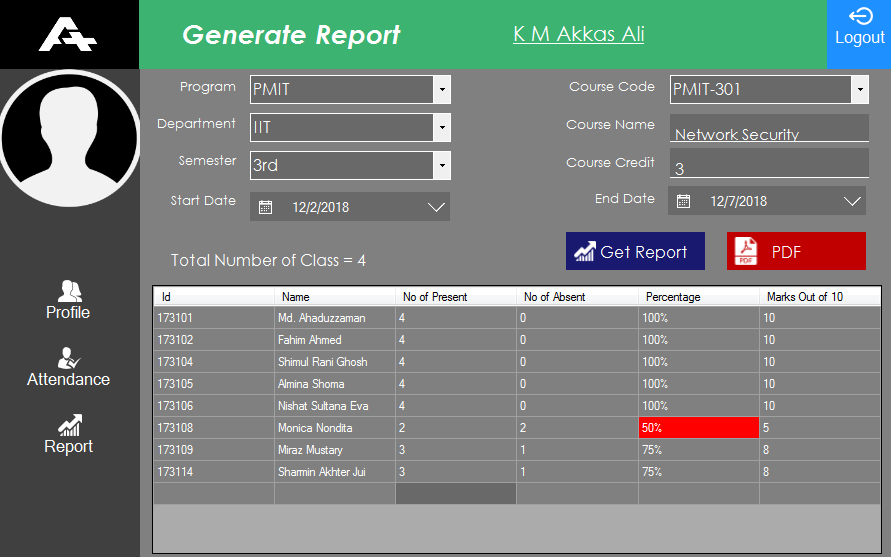 Generate Report
K M Akkas Ali
Logout
Program PMIT
Course Code PMIT-301
Department IIT
Course Name Network Security
Semester 3rd
Course Credit 3
Start Date 12/2/2018
End Date 12/7/2018
Total Number of Class = 4
Get Report
PDF PDF
Profile
Attendance
Report
Id Name No of Present No of Absent Percentage Marks Out of 10
173101 Md. Ahaduzzaman 4 0 100% 10
173102 Fahim Ahmed 4 0 100% 10
173104 Shimul Rani Ghosh 4 0 100% 10
173105 Almina Shoma 4 0 100% 10
173106 Nishat Sultana Eva 4 0 100% 10
173108 Monica Nondita 2 2 50% 5
173109 Miraz Mustary 3 1 75% 8
173114 Sharmin Akhter Jui 3 1 75% 8